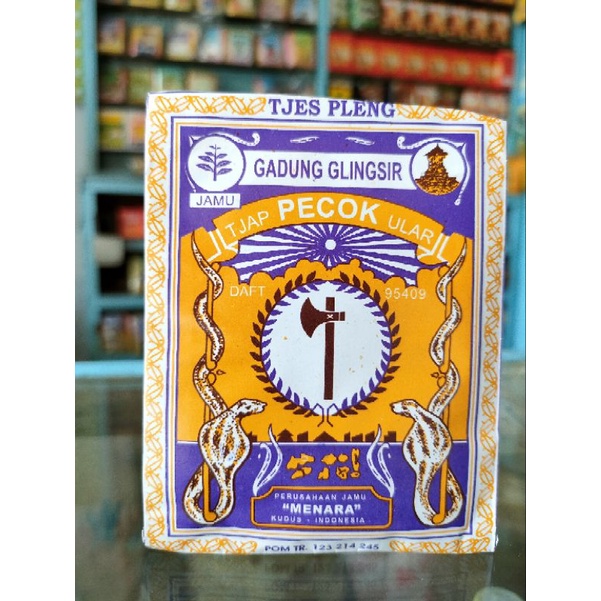 TJES PLENG
GADUNG GLINGSIR
JAMU
TJAP PECOK ULAR
DAFT 95409
PERUSAHAAN JAMU
"MENARA"
KUDUS - INDONESIA
POM TR. 123 214 245